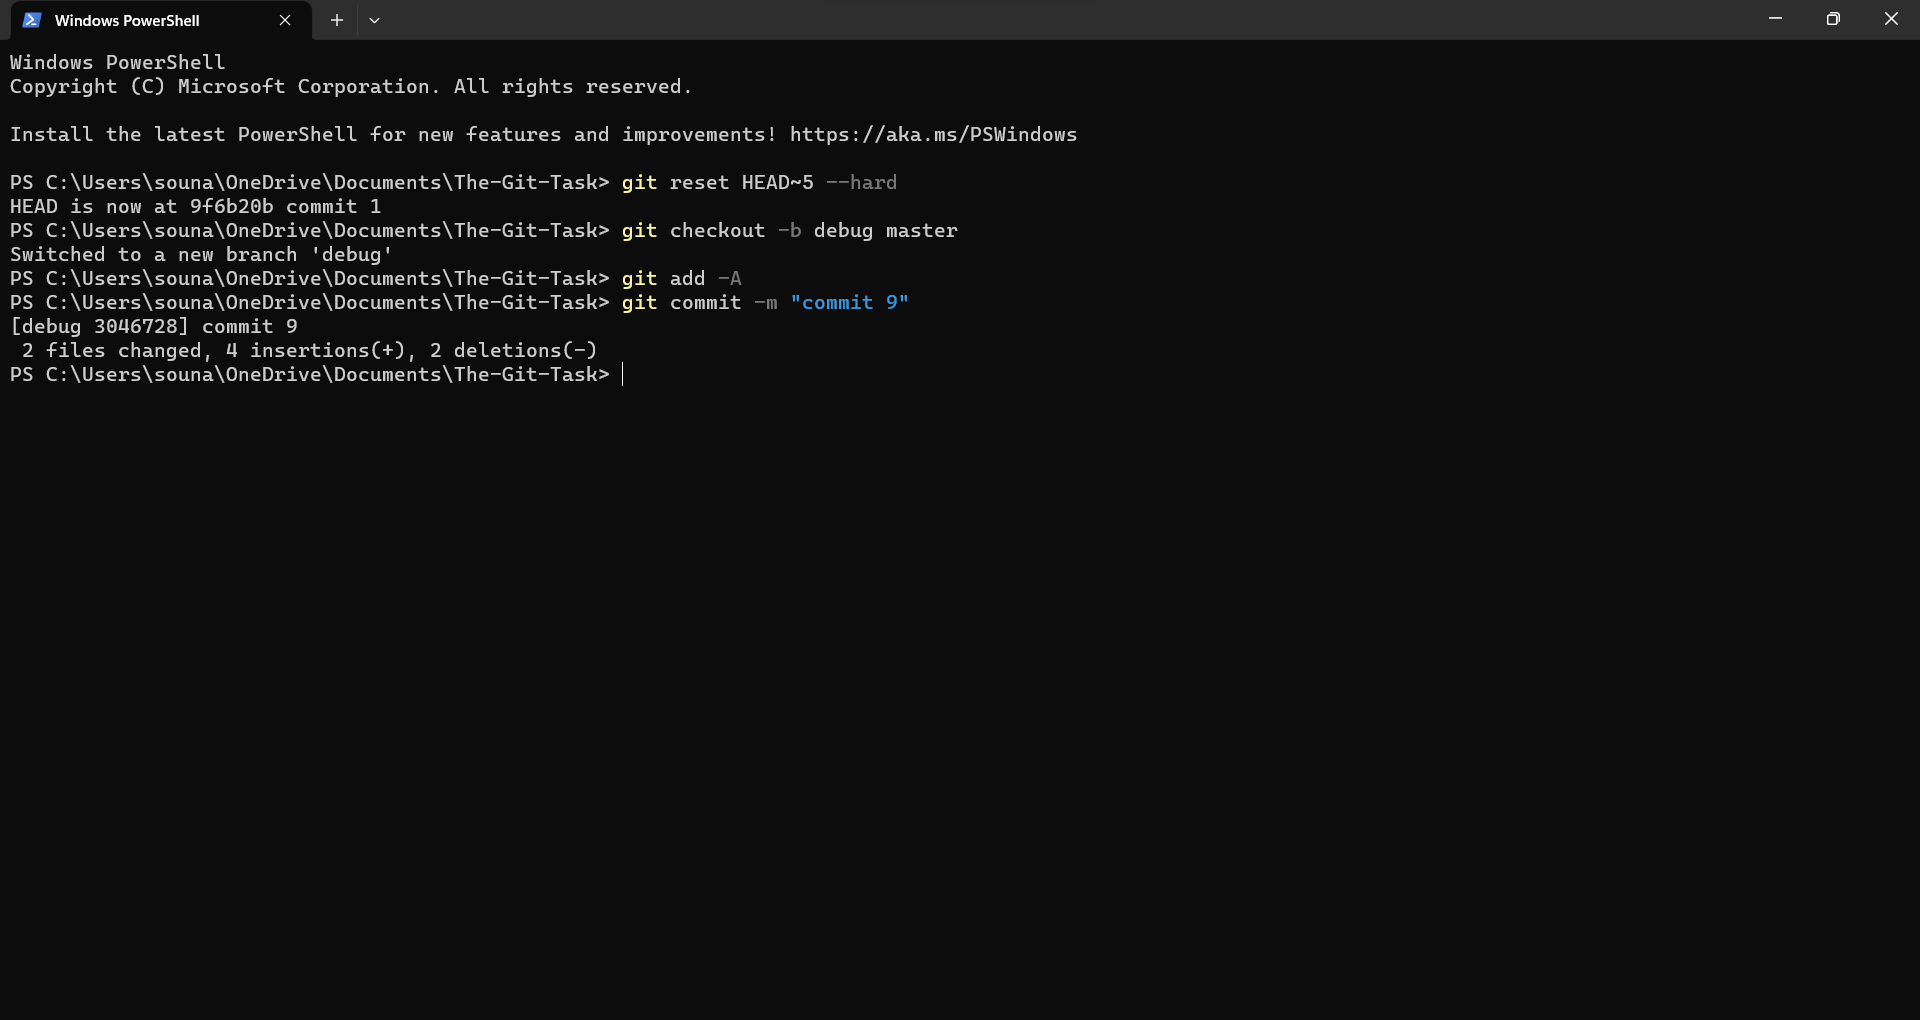 Windows PowerShell
Windows PowerShell
Copyright (C) Microsoft Corporation. All rights reserved.
Install the latest PowerShell for new features and improvements! https://aka.ms/PSWindows
PS C:\Users\souna\OneDrive\Documents\The-Git-Task> git reset HEAD~5 --hard
HEAD is now at 9f6b20b commit 1
PS C:\Users\souna\OneDrive\Documents\The-Git-Task> git checkout -b debug master
Switched to a new branch 'debug'
PS C:\Users\souna\OneDrive\Documents\The-Git-Task> git add -A
PS C:\Users\souna\OneDrive\Documents\The-Git-Task> git commit -m "commit 9"
[debug 3046728] commit 9
 2 files changed, 4 insertions(+), 2 deletions(-)
PS C:\Users\souna\OneDrive\Documents\The-Git-Task>